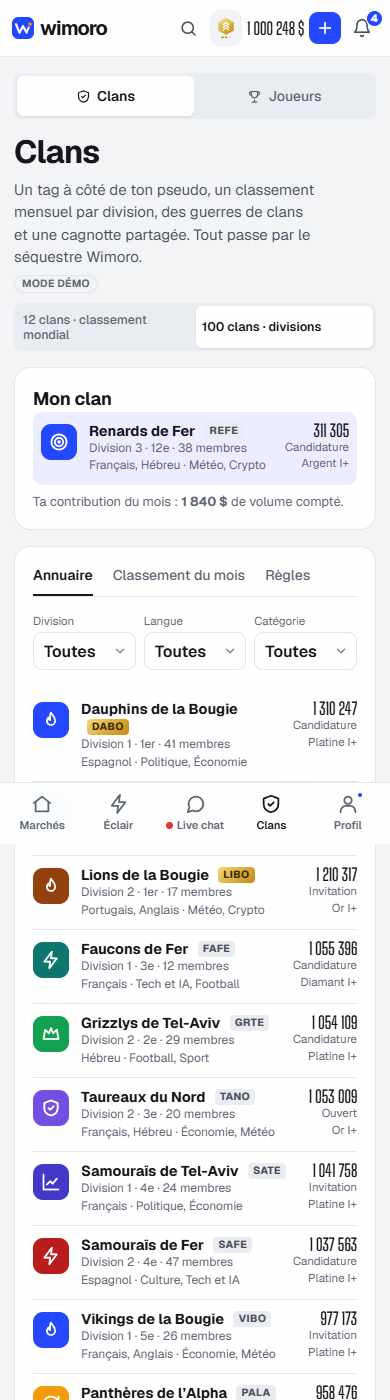 wimoro
1 000 248 $
4
Clans
Joueurs
Clans
Un tag à côté de ton pseudo, un classement
mensuel par division, des guerres de clans
et une cagnotte partagée. Tout passe par le
séquestre Wimoro.
MODE DÉMO
12 clans · classement
mondial
100 clans · divisions
Mon clan
Renards de Fer REFE
311 305
Division 3 · 12e · 38 membres
Candidature
Français, Hébreu · Météo, Crypto
Argent I+
Ta contribution du mois : 1 840 $ de volume compté.
Annuaire
Classement du mois
Règles
Division
Langue
Catégorie
Toutes
Toutes
Toutes
Dauphins de la Bougie
DABO
1 310 247
Candidature
Platine I+
Division 1 · 1er · 41 membres
Espagnol · Politique, Économie
Marchés
Éclair
Live chat
Clans
Profil
Lions de la Bougie LIBO
1 210 317
Division 2 · 1er · 17 membres
Invitation
Portugais, Anglais · Météo, Crypto
Or I+
Faucons de Fer FAFE
1 055 396
Division 1 · 3e · 12 membres
Candidature
Français · Tech et IA, Football
Diamant I+
Grizzlys de Tel-Aviv GRTE
1 054 109
Division 2 · 2e · 29 membres
Candidature
Hébreu · Football, Sport
Platine I+
Taureaux du Nord TANO
1 053 009
Division 2 · 3e · 20 membres
Ouvert
Français, Hébreu · Économie, Météo
Or I+
Samouraïs de Tel-Aviv SATE
1 041 758
Division 1 · 4e · 24 membres
Invitation
Français · Politique, Économie
Platine I+
Samouraïs de Fer SAFE
1 037 563
Division 2 · 4e · 47 membres
Candidature
Espagnol · Culture, Tech et IA
Platine I+
Vikings de la Bougie VIBO
977 173
Division 1 · 5e · 26 membres
Invitation
Français, Anglais · Économie, Météo
Platine I+
Panthères de l'Alpha PALA
958 476